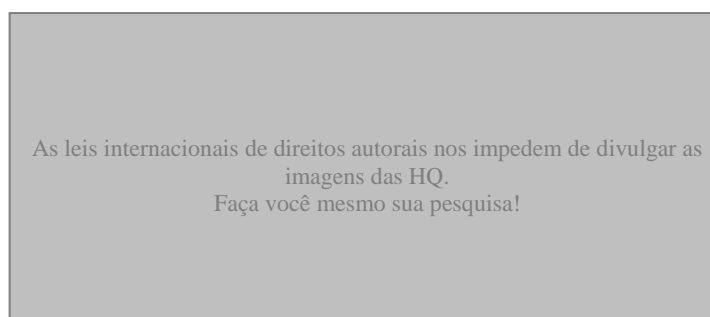 As leis internacionais de direitos autorais nos impedem de divulgar as
imagens das HQ.
Faça você mesmo sua pesquisa!